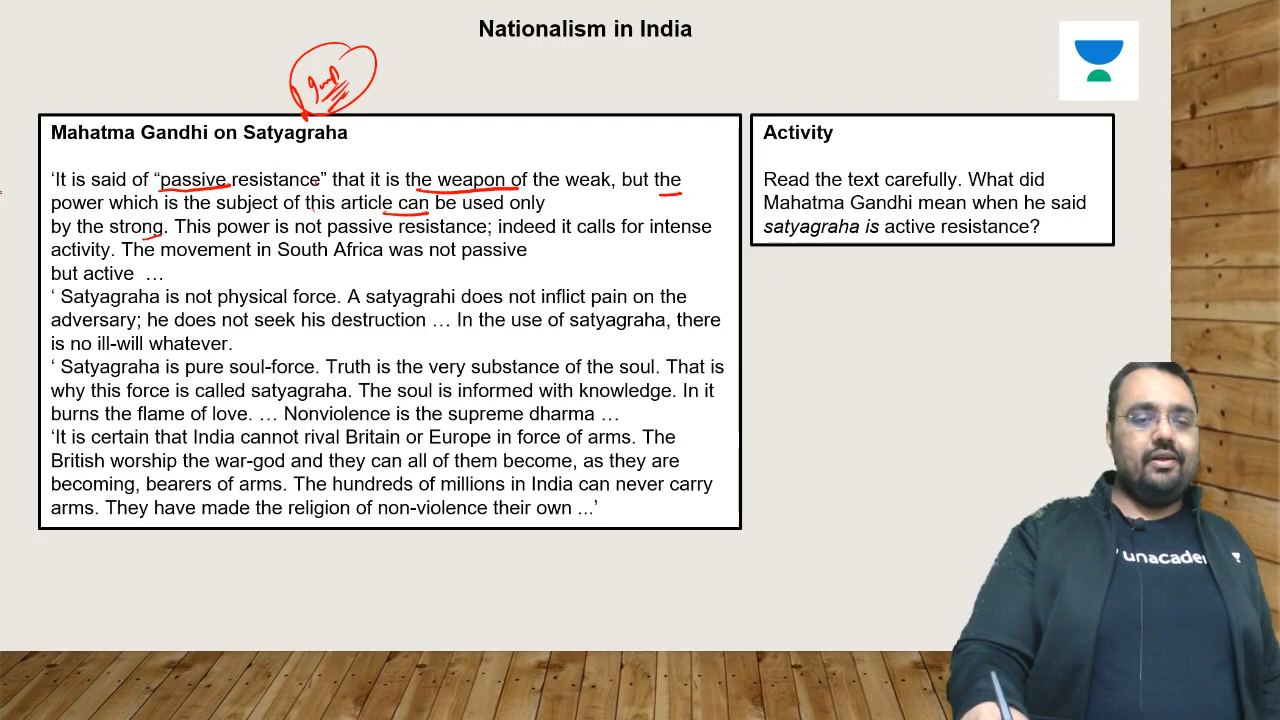 Nationalism in India
Mahatma Gandhi on Satyagraha
‘It is said of “passive resistance” that it is the weapon of the weak, but the
power which is the subject of this article can be used only
by the strong. This power is not passive resistance; indeed it calls for intense
activity. The movement in South Africa was not passive
but active …
‘ Satyagraha is not physical force. A satyagrahi does not inflict pain on the
adversary; he does not seek his destruction … In the use of satyagraha, there
is no ill-will whatever.
‘ Satyagraha is pure soul-force. Truth is the very substance of the soul. That is
why this force is called satyagraha. The soul is informed with knowledge. In it
burns the flame of love. … Nonviolence is the supreme dharma …
‘It is certain that India cannot rival Britain or Europe in force of arms. The
British worship the war-god and they can all of them become, as they are
becoming, bearers of arms. The hundreds of millions in India can never carry
arms. They have made the religion of non-violence their own ...’
Activity
Read the text carefully. What did
Mahatma Gandhi mean when he said
satyagraha is active resistance?